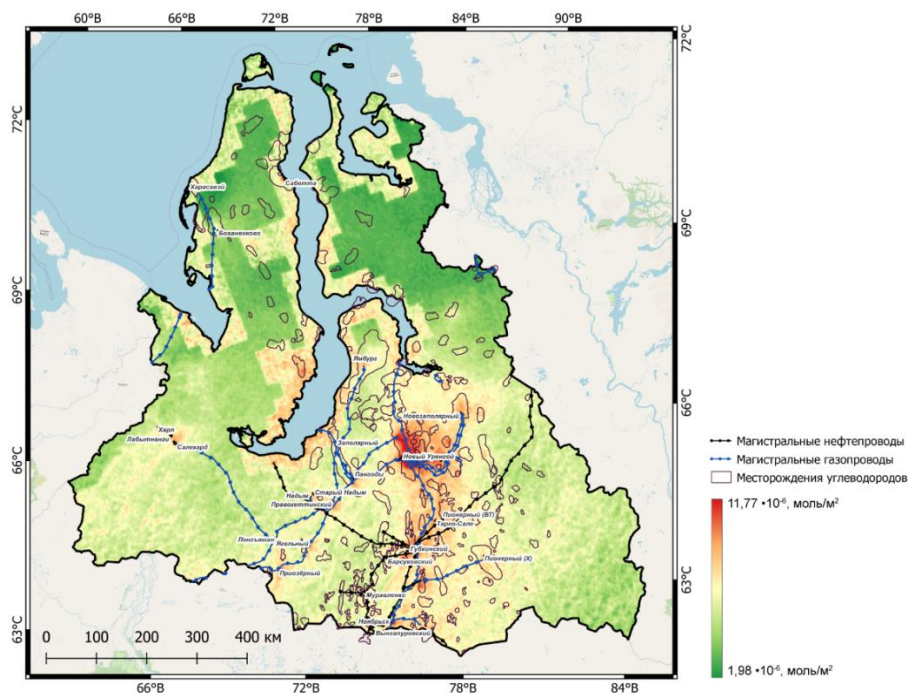 60°В 66°В 72°В 78°В 84°В 90°В
72°С
72°С
Харасавэй
Сабетта
Бованенково
69°С
69°С
Ямбург
66°С
Новозаполярный
Харп
Лабытнанги
Салехард
Заполярный
Новый Уренгой
66°С
Пангоды
Старый Надым
Надым
Правохеттинский
Пионерный (ВТ)
Тарко-Сале
Лонгъюган
Ягельный
Губкинский
Барсуковский
Пионерный (Х)
Приозёрный
63°С
Муравленко
Ноябрьск
63°С
Вынгапуровский
0 100 200 300 400 км
66°В 72°В 78°В 84°В
Магистральные нефтепроводы
Магистральные газопроводы
Месторождения углеводородов
11,77 •10⁻⁶, моль/м²
1,98 •10⁻⁶, моль/м²